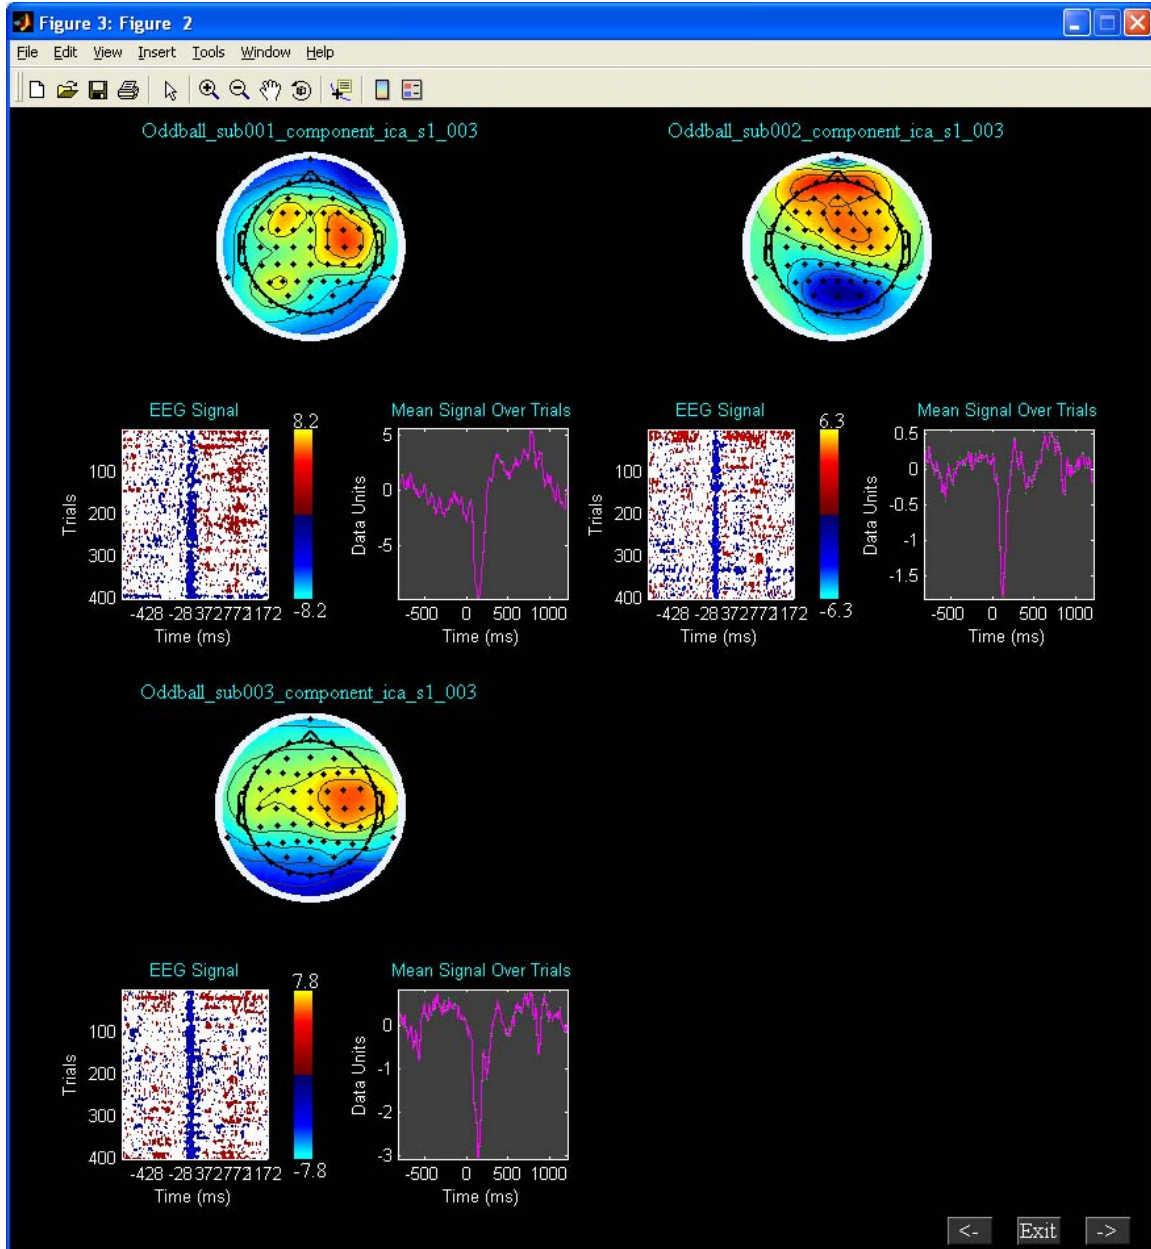 Figure 3: Figure 2
File Edit View Insert Tools Window Help
Oddball_sub001_component_ica_s1_003
EEG Signal
8.2
-8.2
Trials
100
200
300
400
-428 -28 372 772 1172
Time (ms)
Mean Signal Over Trials
Data Units
5
0
-5
-500 0 500 1000
Time (ms)
Oddball_sub002_component_ica_s1_003
EEG Signal
6.3
-6.3
Trials
100
200
300
400
-428 -28 372 772 1172
Time (ms)
Mean Signal Over Trials
Data Units
0.5
0
-0.5
-1
-1.5
-500 0 500 1000
Time (ms)
Oddball_sub003_component_ica_s1_003
EEG Signal
7.8
-7.8
Trials
100
200
300
400
-428 -28 372 772 1172
Time (ms)
Mean Signal Over Trials
Data Units
0
-1
-2
-3
-500 0 500 1000
Time (ms)
<- Exit ->